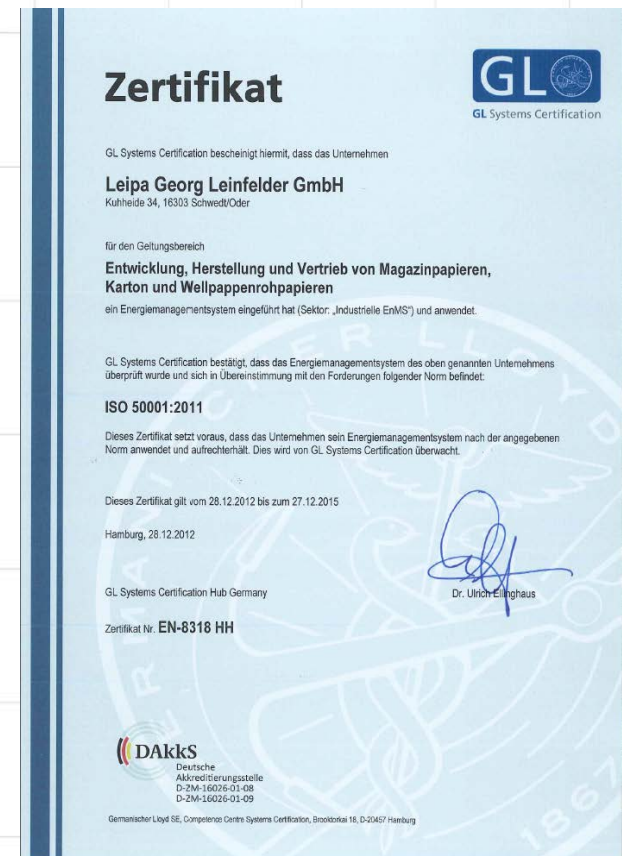 Zertifikat
GL
GL Systems Certification
GL Systems Certification bescheinigt hiermit, dass das Unternehmen
Leipa Georg Leinfelder GmbH
Kuhheide 34, 16303 Schwedt/Oder
für den Geltungsbereich
Entwicklung, Herstellung und Vertrieb von Magazinpapieren,
Karton und Wellpappenrohpapieren
ein Energiemanagementsystem eingeführt hat (Sektor: „Industrielle EnMS“) und anwendet.
GL Systems Certification bestätigt, dass das Energiemanagementsystem des oben genannten Unternehmens
überprüft wurde und sich in Übereinstimmung mit den Forderungen folgender Norm befindet:
ISO 50001:2011
Dieses Zertifikat setzt voraus, dass das Unternehmen sein Energiemanagementsystem nach der angegebenen
Norm anwendet und aufrechterhält. Dies wird von GL Systems Certification überwacht.
Dieses Zertifikat gilt vom 28.12.2012 bis zum 27.12.2015
Hamburg, 28.12.2012
GL Systems Certification Hub Germany
Dr. Ulrich Ellinghaus
Zertifikat Nr. EN-8318 HH
DAkkS
Deutsche
Akkreditierungsstelle
D-ZM-16026-01-08
D-ZM-16026-01-09
Germanischer Lloyd SE, Competence Centre Systems Certification, Brooktorkai 18, D-20457 Hamburg
1867